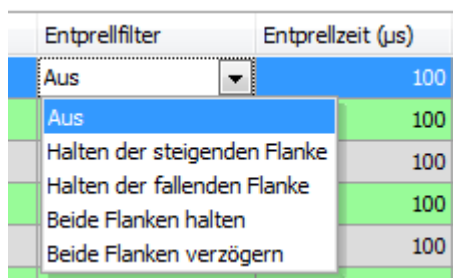 Entprellfilter Entprellzeit (µs)
Aus 100
Aus 100
Halten der steigenden Flanke 100
Halten der fallenden Flanke 100
Beide Flanken halten
Beide Flanken verzögern 100